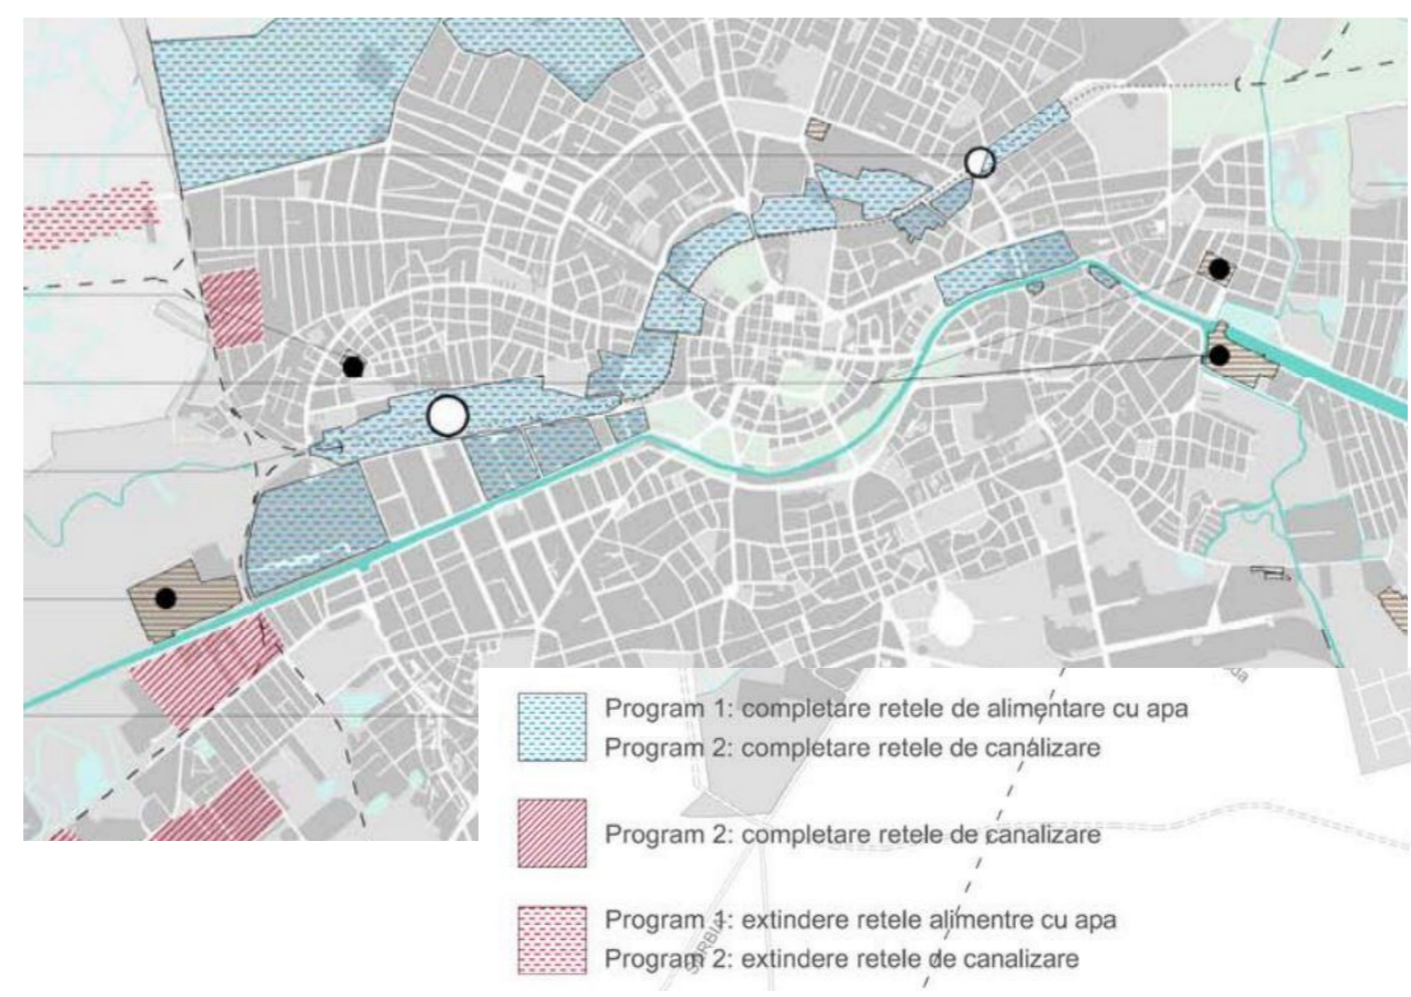 Program 1: completare retele de alimentare cu apa
Program 2: completare retele de canalizare
Program 2: completare retele de canalizare
Program 1: extindere retele alimentre cu apa
Program 2: extindere retele de canalizare
SERBIA